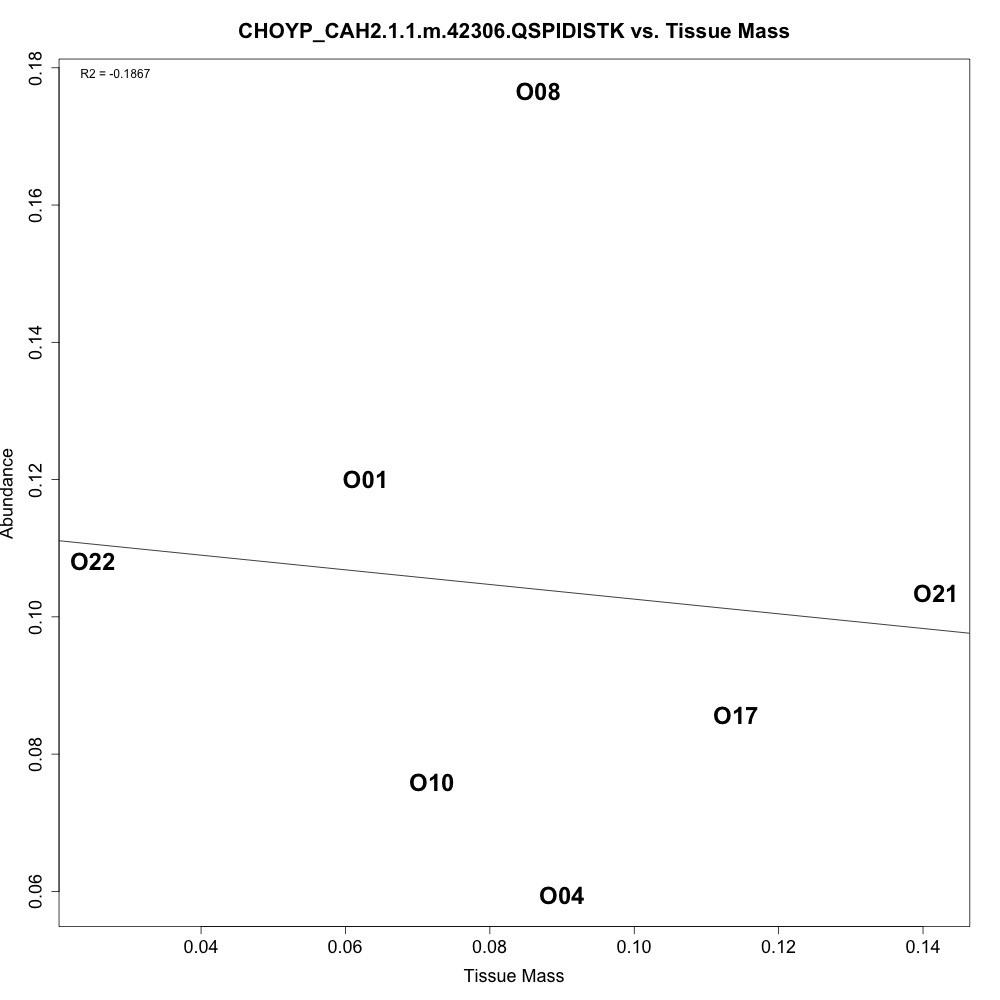 CHOYP_CAH2.1.1.m.42306.QSPIDISTK vs. Tissue Mass
R2 = -0.1867
O08
O01
O22
O21
O17
O10
O04
Abundance
0.18
0.16
0.14
0.12
0.10
0.08
0.06
0.04 0.06 0.08 0.10 0.12 0.14
Tissue Mass